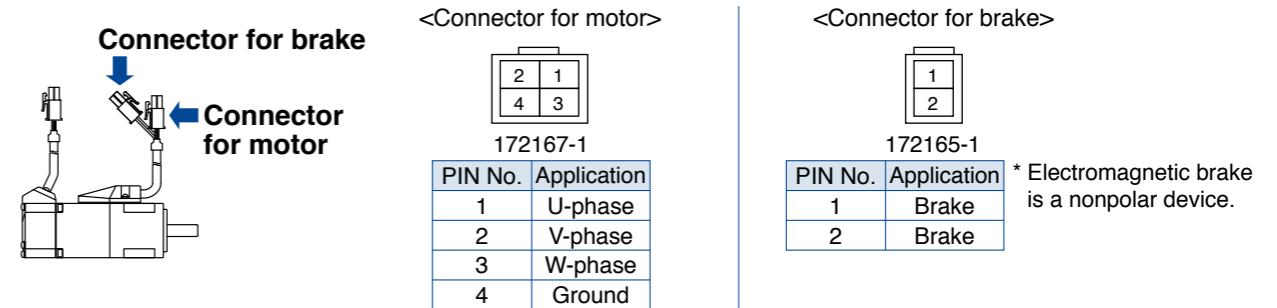 Connector for brake
Connector
for motor
<Connector for motor>
2 1
4 3
172167-1
PIN No. Application
1 U-phase
2 V-phase
3 W-phase
4 Ground
<Connector for brake>
1
2
172165-1
PIN No. Application
1 Brake
2 Brake
* Electromagnetic brake
is a nonpolar device.